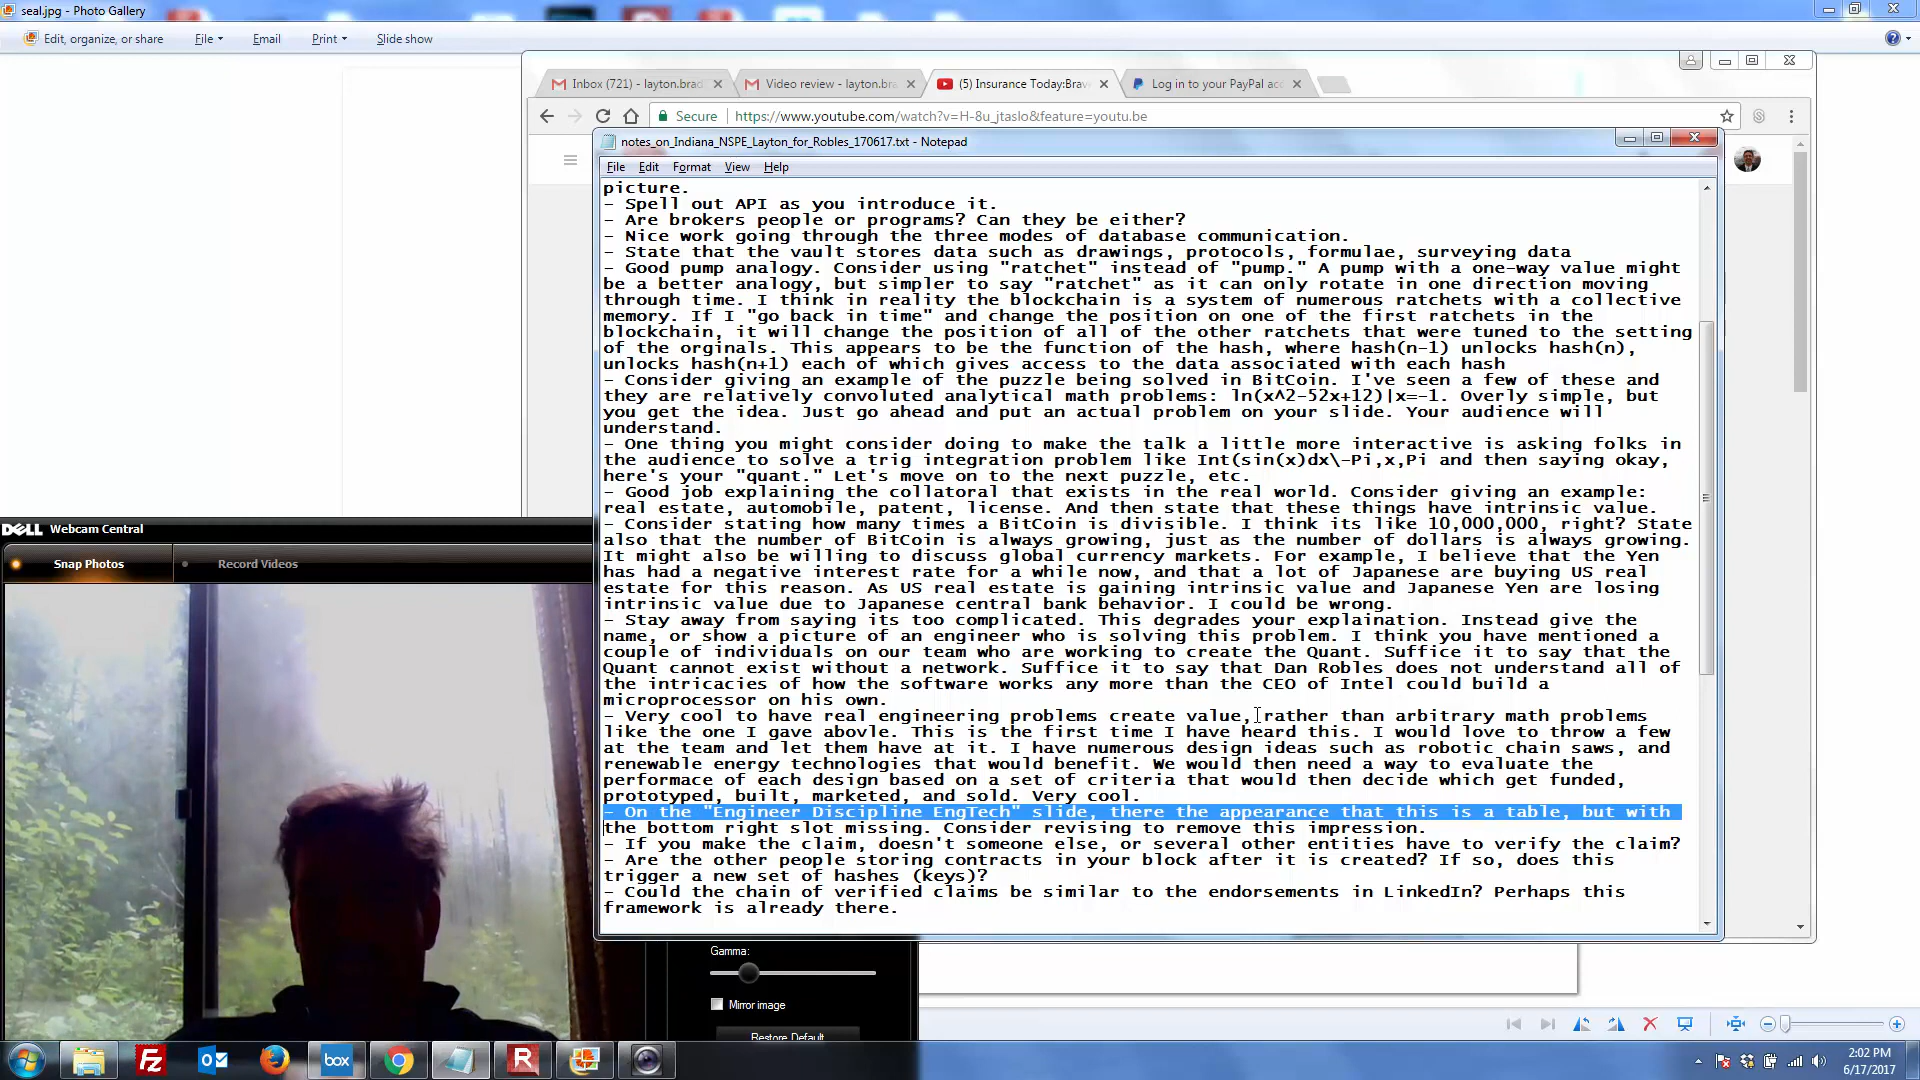 seal.jpg - Photo Gallery
Edit, organize, or share File Email Print Slide show
Inbox (721) - layton.brad Video review - layton.bra (5) Insurance Today:Brave Log in to your PayPal acc
Secure https://www.youtube.com/watch?v=H-8u_jtaslo&feature=youtu.be
notes_on_Indiana_NSPE_Layton_for_Robles_170617.txt - Notepad
File Edit Format View Help
picture.
- Spell out API as you introduce it.
- Are brokers people or programs? Can they be either?
- Nice work going through the three modes of database communication.
- State that the vault stores data such as drawings, protocols, formulae, surveying data
- Good pump analogy. Consider using "ratchet" instead of "pump." A pump with a one-way value might
be a better analogy, but simpler to say "ratchet" as it can only rotate in one direction moving
through time. I think in reality the blockchain is a system of numerous ratchets with a collective
memory. If I "go back in time" and change the position on one of the first ratchets in the
blockchain, it will change the position of all of the other ratchets that were tuned to the setting
of the orginals. This appears to be the function of the hash, where hash(n-1) unlocks hash(n),
unlocks hash(n+1) each of which gives access to the data associated with each hash
- Consider giving an example of the puzzle being solved in BitCoin. I've seen a few of these and
they are relatively convoluted analytical math problems: ln(x^2-52x+12)|x=-1. Overly simple, but
you get the idea. Just go ahead and put an actual problem on your slide. Your audience will
understand.
- One thing you might consider doing to make the talk a little more interactive is asking folks in
the audience to solve a trig integration problem like Int(sin(x)dx\-Pi,x,Pi and then saying okay,
here's your "quant." Let's move on to the next puzzle, etc.
- Good job explaining the collatoral that exists in the real world. Consider giving an example:
real estate, automobile, patent, license. And then state that these things have intrinsic value.
- Consider stating how many times a BitCoin is divisible. I think its like 10,000,000, right? State
also that the number of BitCoin is always growing, just as the number of dollars is always growing.
It might also be willing to discuss global currency markets. For example, I believe that the Yen
has had a negative interest rate for a while now, and that a lot of Japanese are buying US real
estate for this reason. As US real estate is gaining intrinsic value and Japanese Yen are losing
intrinsic value due to Japanese central bank behavior. I could be wrong.
- Stay away from saying its too complicated. This degrades your explaination. Instead give the
name, or show a picture of an engineer who is solving this problem. I think you have mentioned a
couple of individuals on our team who are working to create the Quant. Suffice it to say that the
Quant cannot exist without a network. Suffice it to say that Dan Robles does not understand all of
the intricacies of how the software works any more than the CEO of Intel could build a
microprocessor on his own.
- Very cool to have real engineering problems create value, rather than arbitrary math problems
like the one I gave abovle. This is the first time I have heard this. I would love to throw a few
at the team and let them have at it. I have numerous design ideas such as robotic chain saws, and
renewable energy technologies that would benefit. We would then need a way to evaluate the
performace of each design based on a set of criteria that would then decide which get funded,
prototyped, built, marketed, and sold. Very cool.
- On the "Engineer Discipline EngTech" slide, there the appearance that this is a table, but with
the bottom right slot missing. Consider revising to remove this impression.
- If you make the claim, doesn't someone else, or several other entities have to verify the claim?
- Are the other people storing contracts in your block after it is created? If so, does this
trigger a new set of hashes (keys)?
- Could the chain of verified claims be similar to the endorsements in LinkedIn? Perhaps this
framework is already there.
DELL Webcam Central
Snap Photos Record Videos
Gamma:
Mirror image
Restore Default
box
2:02 PM
6/17/2017